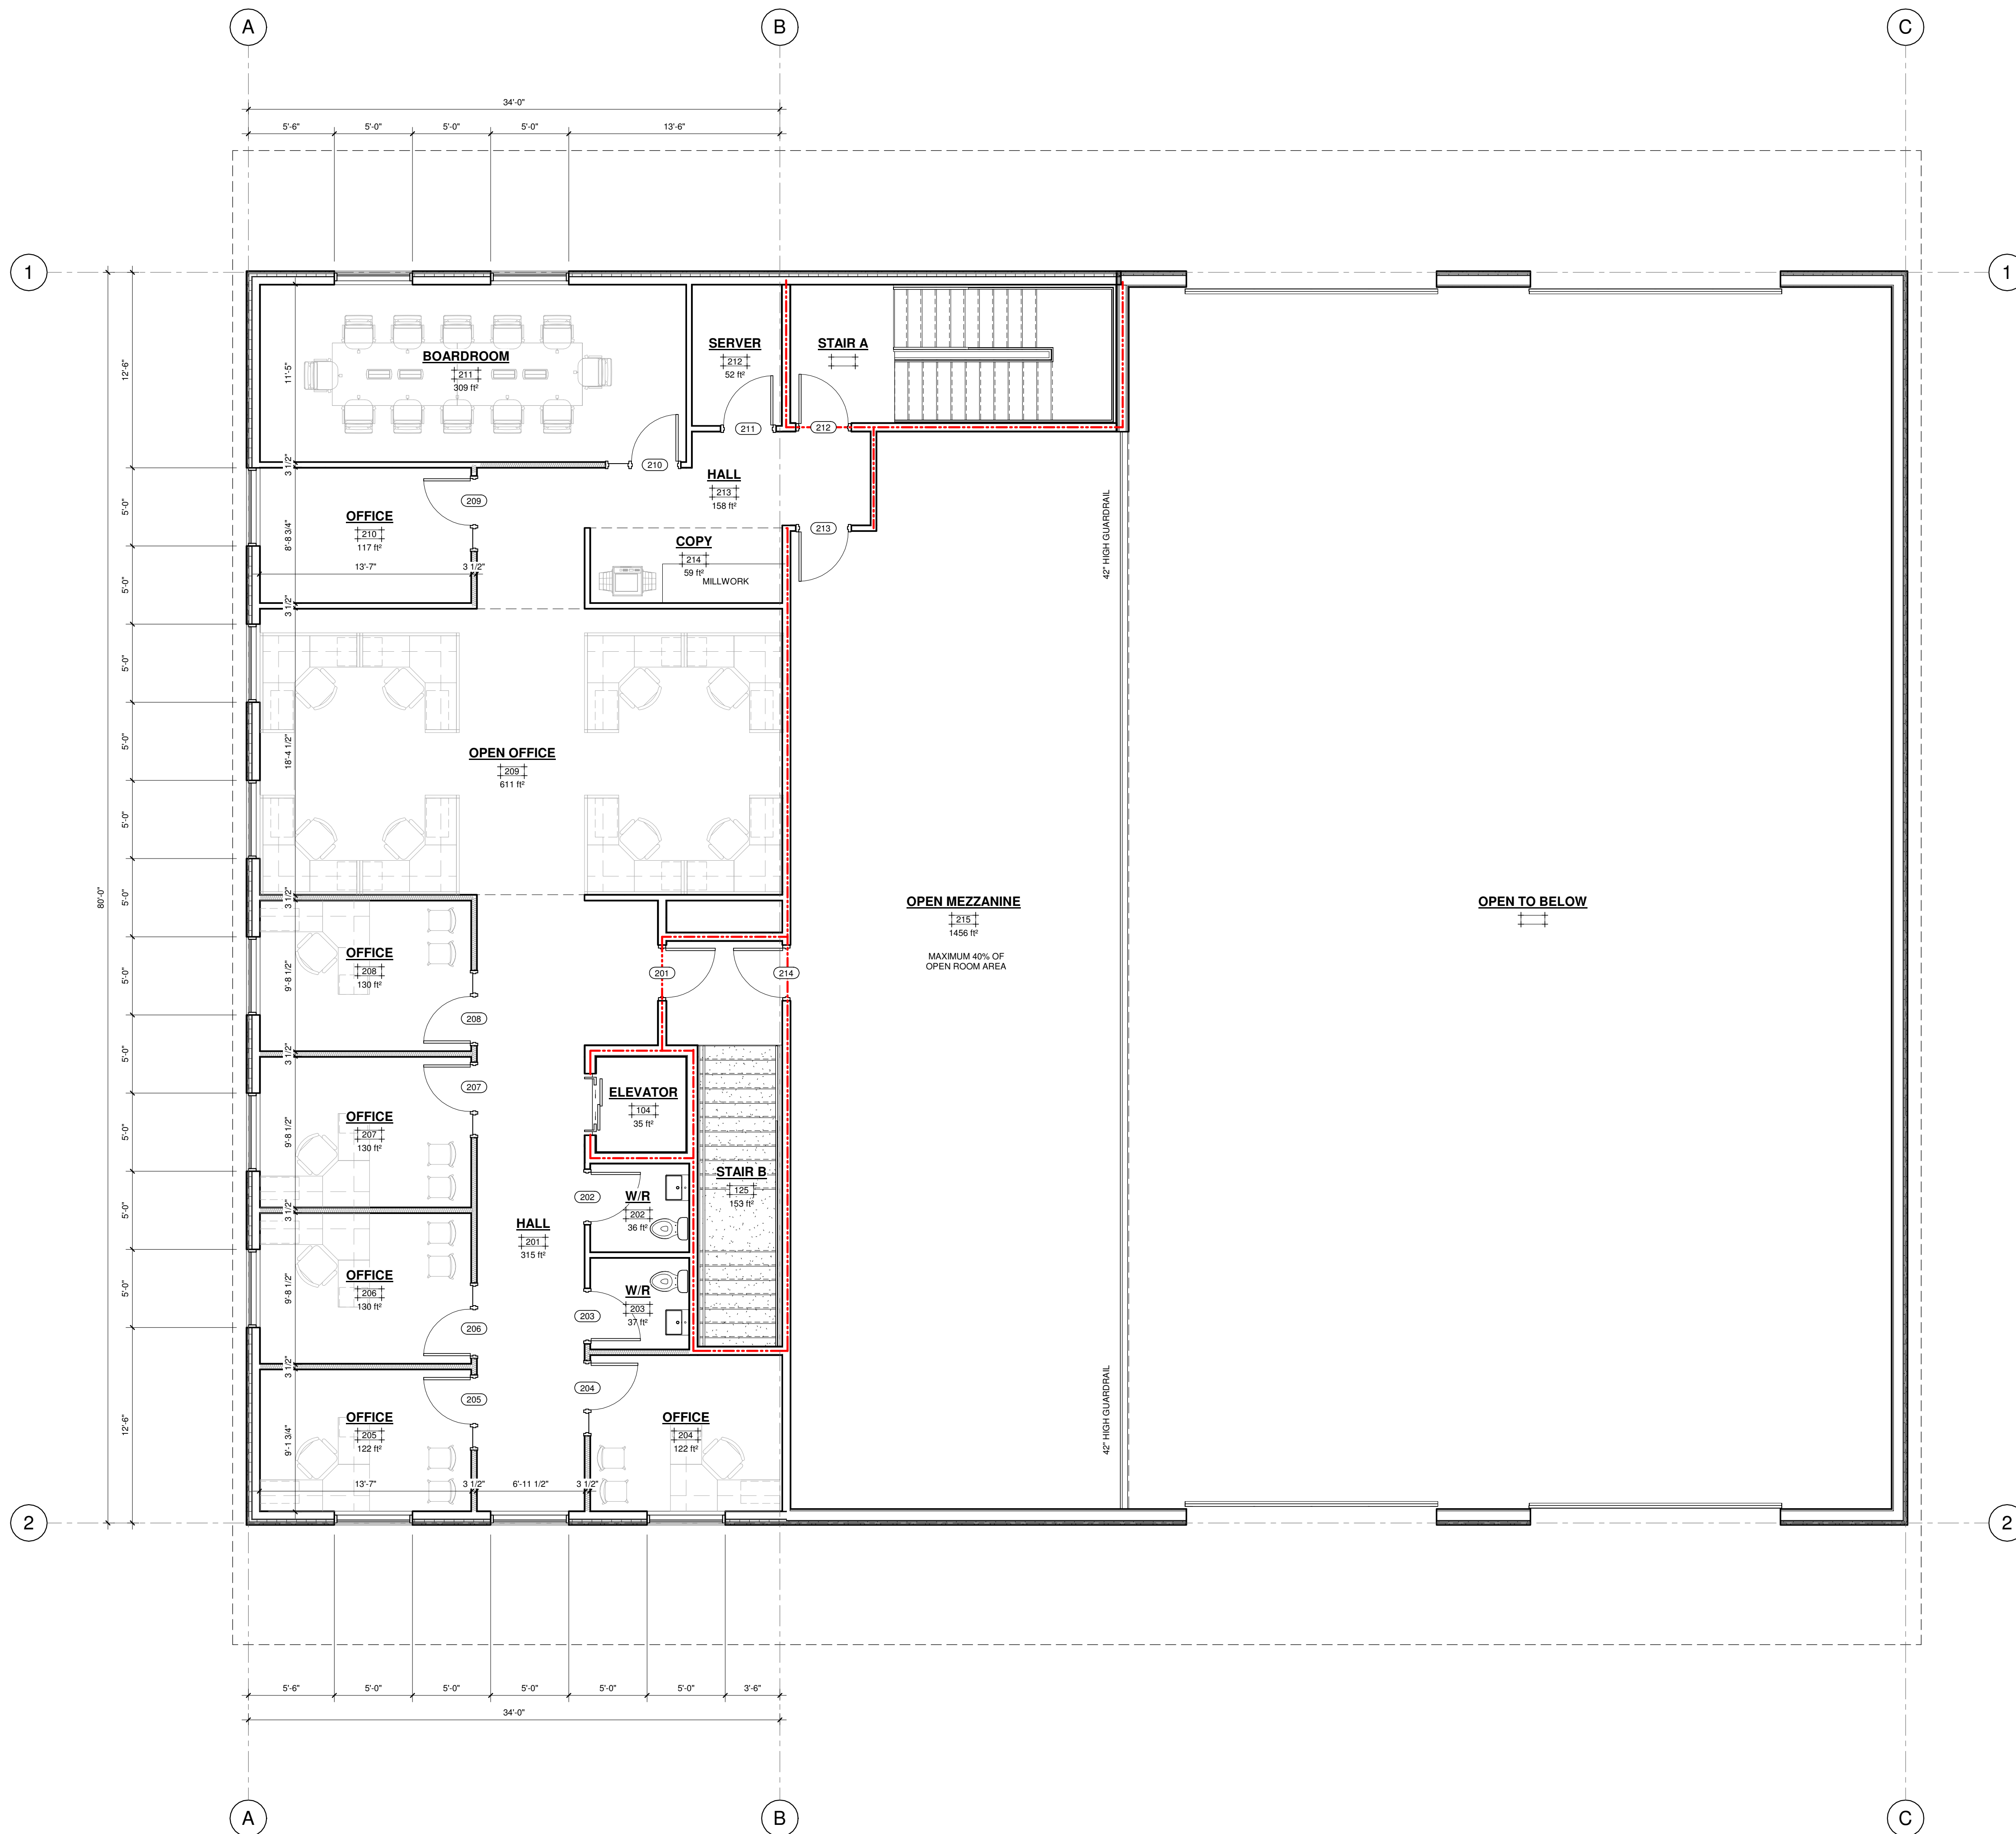 A
B
C
34'-0"
5'-6"
5'-0"
5'-0"
5'-0"
13'-6"
1
1
12'-6"
5'-0"
5'-0"
5'-0"
5'-0"
5'-0"
5'-0"
5'-0"
5'-0"
5'-0"
5'-0"
5'-0"
12'-6"
80'-0"
11'-5"
3 1/2"
8'-8 3/4"
3 1/2"
18'-4 1/2"
3 1/2"
9'-8 1/2"
3 1/2"
9'-8 1/2"
3 1/2"
9'-8 1/2"
3 1/2"
9'-1 3/4"
BOARDROOM
211
309 ft²
SERVER
212
52 ft²
STAIR A
211
212
210
HALL
213
158 ft²
209
OFFICE
210
117 ft²
13'-7"
3 1/2"
213
COPY
214
59 ft²
MILLWORK
42" HIGH GUARDRAIL
OPEN OFFICE
209
611 ft²
OPEN MEZZANINE
215
1456 ft²
MAXIMUM 40% OF
OPEN ROOM AREA
OPEN TO BELOW
OFFICE
208
130 ft²
201
214
208
207
ELEVATOR
104
35 ft²
OFFICE
207
130 ft²
STAIR B
125
153 ft²
202
W/R
202
36 ft²
HALL
201
315 ft²
OFFICE
206
130 ft²
W/R
203
37 ft²
203
206
204
205
OFFICE
205
122 ft²
OFFICE
204
122 ft²
42" HIGH GUARDRAIL
13'-7"
3 1/2"
6'-11 1/2"
3 1/2"
2
2
5'-6"
5'-0"
5'-0"
5'-0"
5'-0"
5'-0"
3'-6"
34'-0"
A
B
C